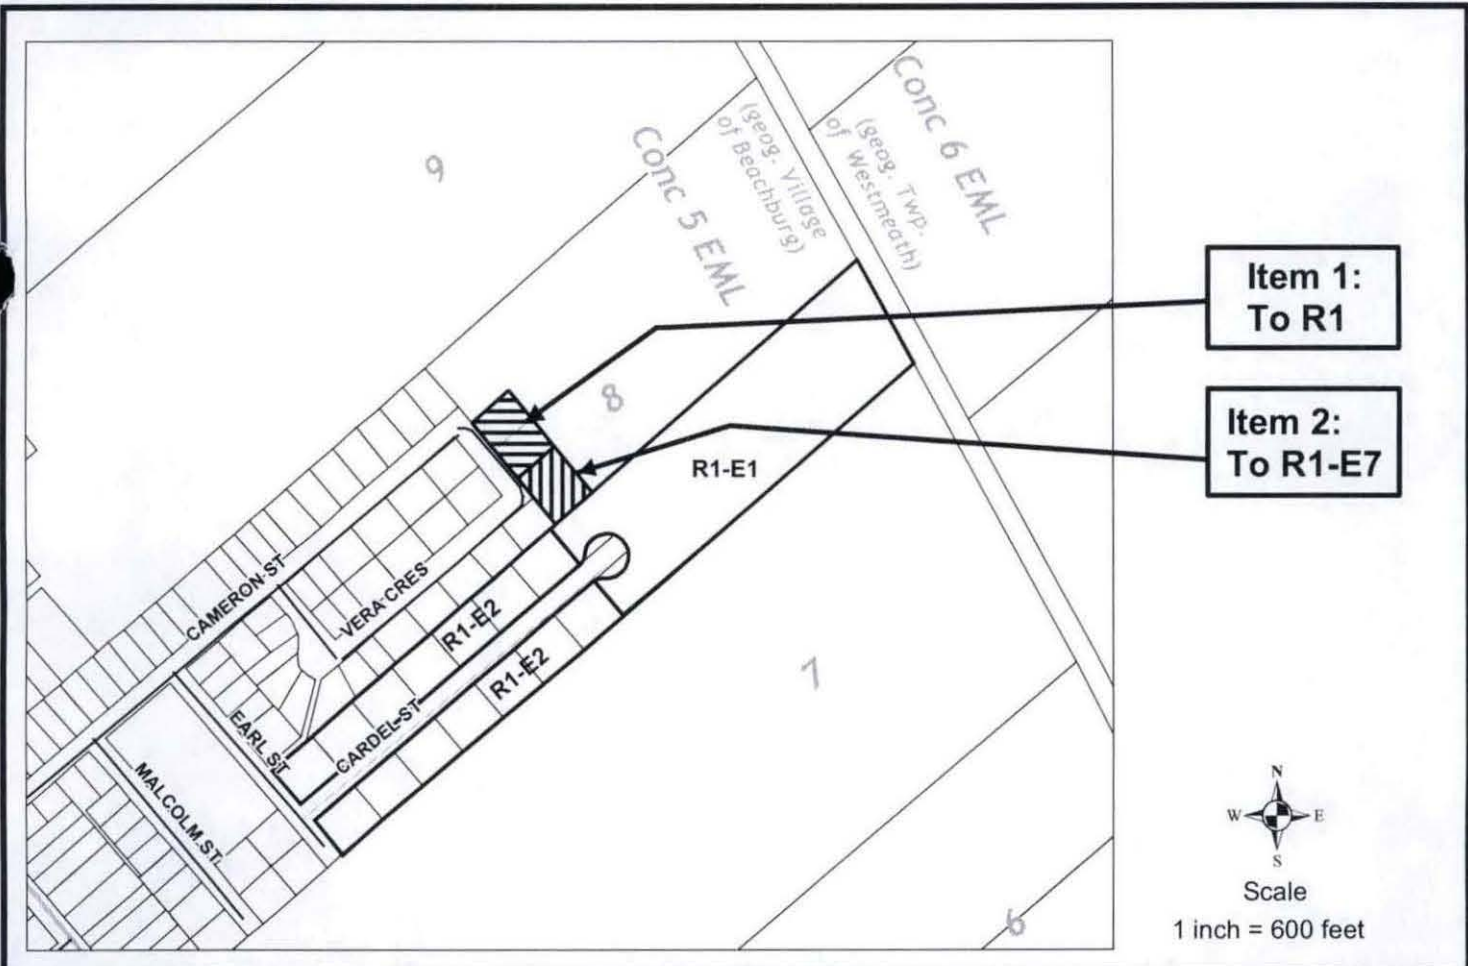 9
Conc 5 EML
(geog. Village
of Beachburg)
Conc 6 EML
(geog. Twp.
of Westmeath)
Item 1:
To R1
8
Item 2:
To R1-E7
R1-E1
CAMERON ST
VERA CRES
R1-E2
R1-E2
7
EARL ST
CARDEL ST
MALCOLM ST.
6
N
W
E
S
Scale
1 inch = 600 feet